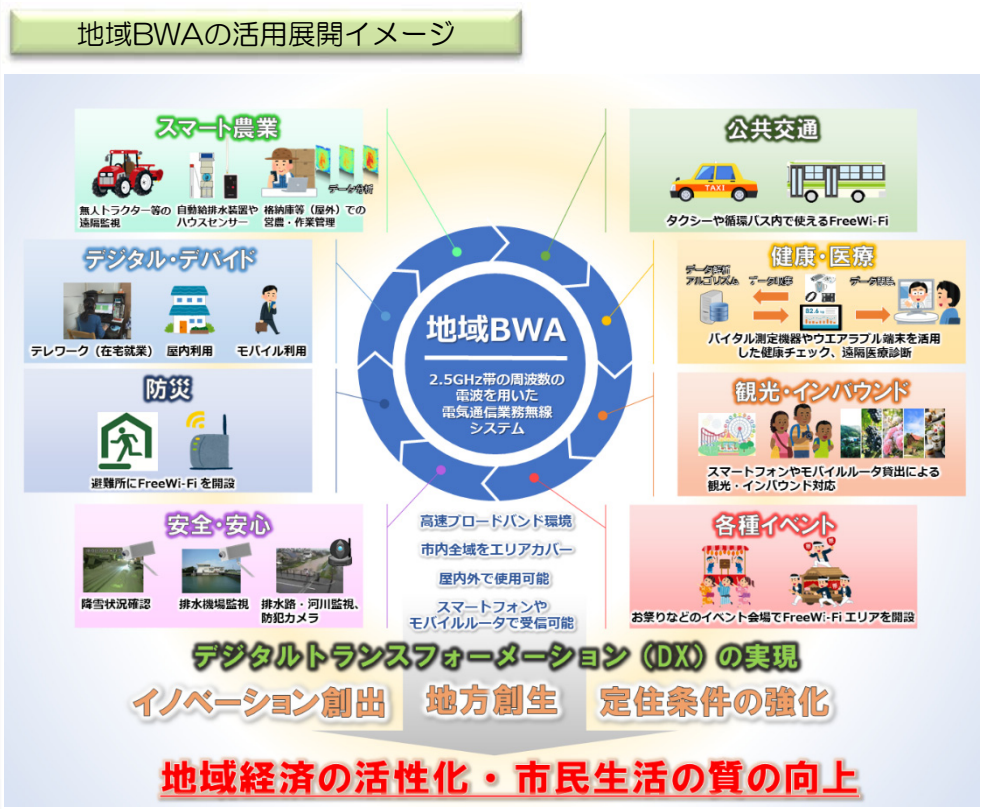 地域BWAの活用展開イメージ
スマート農業
データ分析
無人トラクター等の
遠隔監視
自動給排水装置や
ハウスセンサー
格納庫等（屋外）での
営農・作業管理
デジタル・デバイド
テレワーク（在宅就業）
屋内利用
モバイル利用
防災
避難所にFreeWi-Fiを開設
安全・安心
降雪状況確認
排水機場監視
排水路・河川監視、
防犯カメラ
地域BWA
2.5GHz帯の周波数の
電波を用いた
電気通信業務無線
システム
高速ブロードバンド環境
市内全域をエリアカバー
屋内外で使用可能
スマートフォンや
モバイルルータで受信可能
公共交通
TAXI
タクシーや循環バス内で使えるFreeWi-Fi
健康・医療
データ解析
アルゴリズム
82.6
バイタル測定機器やウエアラブル端末を活用
した健康チェック、遠隔医療診断
観光・インバウンド
スマートフォンやモバイルルータ貸出による
観光・インバウンド対応
各種イベント
お祭りなどのイベント会場でFreeWi-Fiエリアを開設
デジタルトランスフォーメーション（DX）の実現
イノベーション創出
地方創生
定住条件の強化
地域経済の活性化・市民生活の質の向上